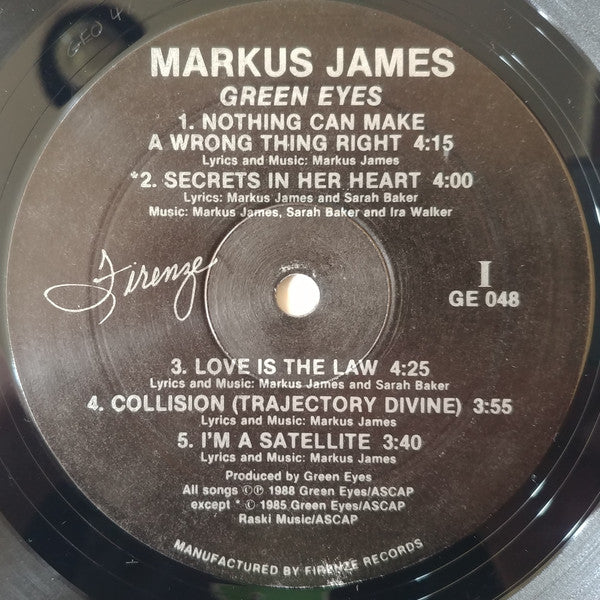 MARKUS JAMES
GREEN EYES
1. NOTHING CAN MAKE
A WRONG THING RIGHT 4:15
Lyrics and Music: Markus James
*2. SECRETS IN HER HEART 4:00
Lyrics: Markus James and Sarah Baker
Music: Markus James, Sarah Baker and Ira Walker
Firenze
I
GE 048
3. LOVE IS THE LAW 4:25
Lyrics and Music: Markus James and Sarah Baker
4. COLLISION (TRAJECTORY DIVINE) 3:55
Lyrics and Music: Markus James
5. I'M A SATELLITE 3:40
Lyrics and Music: Markus James
Produced by Green Eyes
All songs ©℗ 1988 Green Eyes/ASCAP
except * © 1985 Green Eyes/ASCAP
Raski Music/ASCAP
MANUFACTURED BY FIRENZE RECORDS